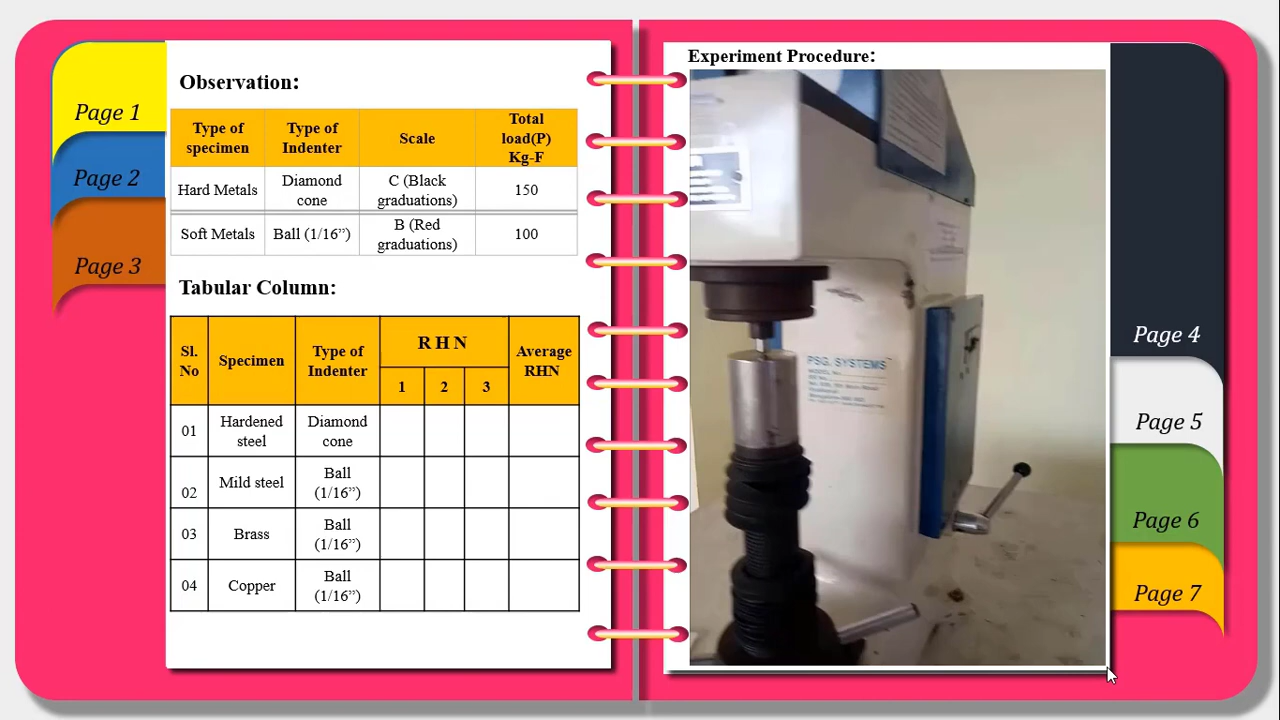 Page 1
Page 2
Page 3
Observation:
Type of specimen Type of Indenter Scale Total load(P) Kg-F
Hard Metals Diamond cone C (Black graduations) 150
Soft Metals Ball (1/16”) B (Red graduations) 100
Tabular Column:
Sl. No Specimen Type of Indenter R H N Average RHN
1 2 3
01 Hardened steel Diamond cone
02 Mild steel Ball (1/16”)
03 Brass Ball (1/16”)
04 Copper Ball (1/16”)
Experiment Procedure:
PSG. SYSTEMS
Page 4
Page 5
Page 6
Page 7